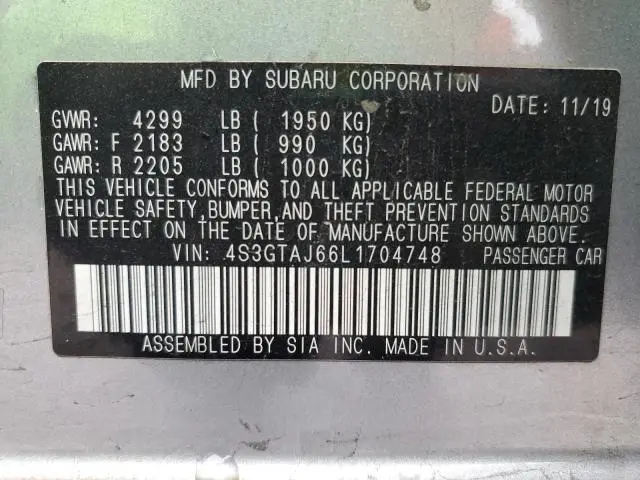 MFD BY SUBARU CORPORATION
DATE: 11/19
GVWR: 4299 LB ( 1950 KG)
GAWR: F 2183 LB ( 990 KG)
GAWR: R 2205 LB ( 1000 KG)
THIS VEHICLE CONFORMS TO ALL APPLICABLE FEDERAL MOTOR
VEHICLE SAFETY,BUMPER,AND THEFT PREVENTION STANDARDS
IN EFFECT ON THE DATE OF MANUFACTURE SHOWN ABOVE.
VIN: 4S3GTAJ66L1704748 PASSENGER CAR
ASSEMBLED BY SIA INC. MADE IN U.S.A.